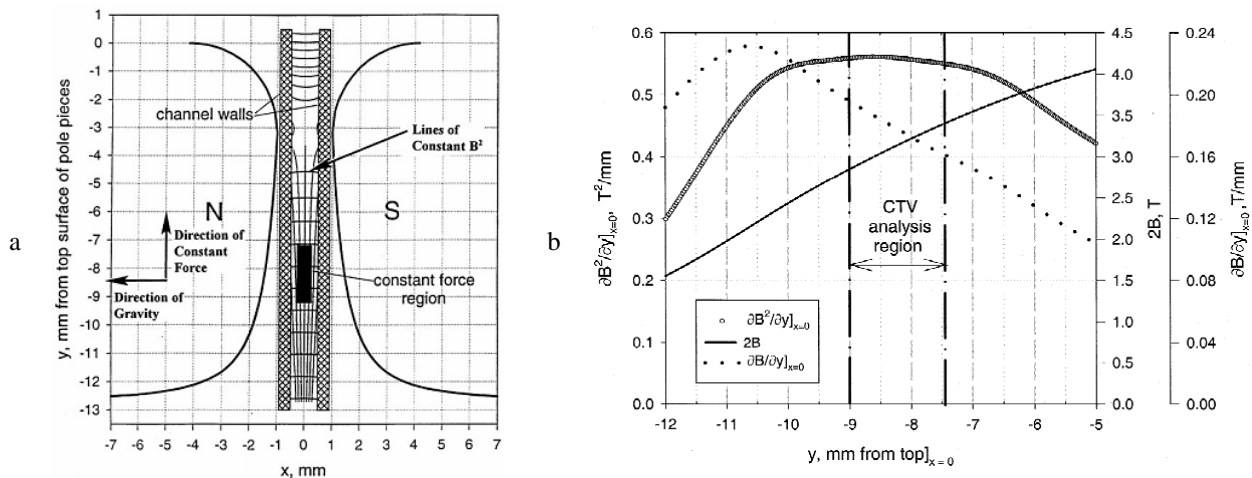 a
y, mm from top surface of pole pieces
1
0
-1
-2
-3
-4
-5
-6
-7
-8
-9
-10
-11
-12
-13
channel walls
Lines of
Constant B²
N
S
Direction of
Constant
Force
Direction of
Gravity
constant force
region
-7 -6 -5 -4 -3 -2 -1 0 1 2 3 4 5 6 7
x, mm
b
∂B²/∂y]x=0, T²/mm
0.6
0.5
0.4
0.3
0.2
0.1
0.0
CTV
analysis
region
∂B²/∂y]x=0
2B
∂B/∂y]x=0
-12 -11 -10 -9 -8 -7 -6 -5
y, mm from top]x = 0
4.5
4.0
3.5
3.0
2.5
2.0
1.5
1.0
0.5
0.0
2B, T
0.24
0.20
0.16
0.12
0.08
0.04
0.00
∂B/∂y]x=0, T/mm